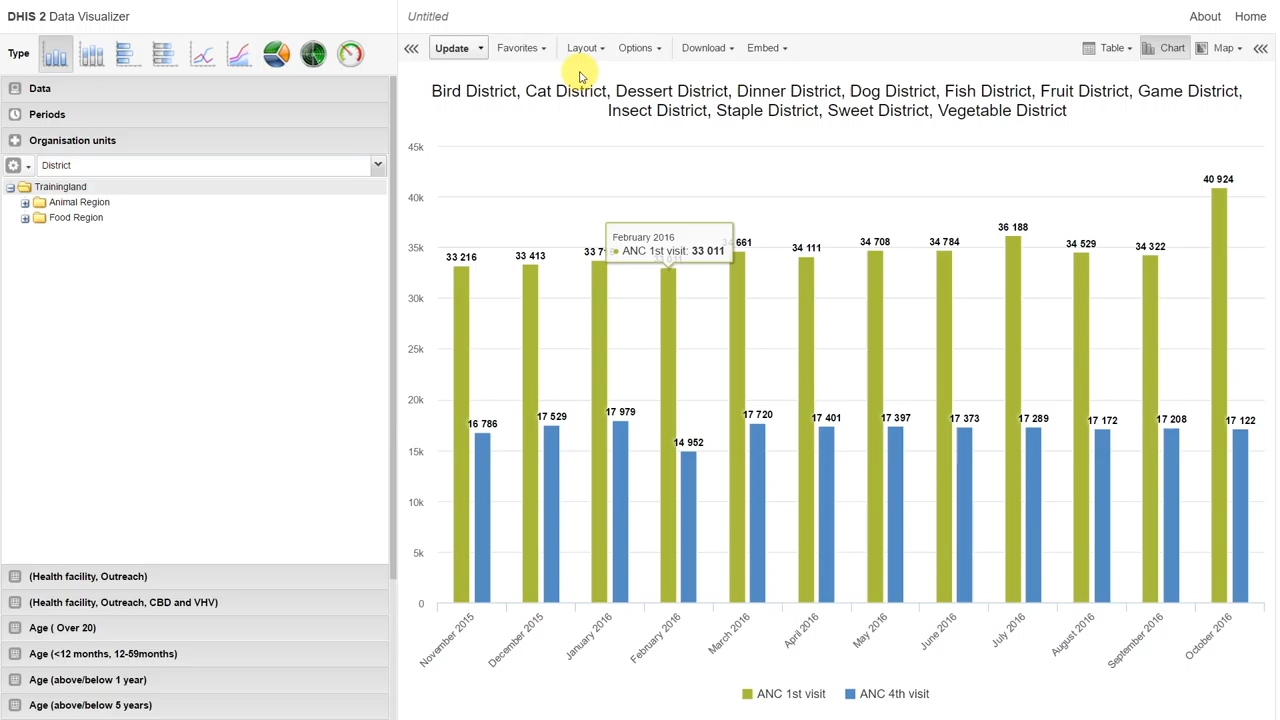 DHIS 2 Data Visualizer
Untitled
About
Home
Type
Update
Favorites
Layout
Options
Download
Embed
Table
Chart
Map
Data
Periods
Organisation units
District
Trainingland
Animal Region
Food Region
(Health facility, Outreach)
(Health facility, Outreach, CBD and VHV)
Age ( Over 20)
Age (<12 momths, 12-59months)
Age (above/below 1 year)
Age (above/below 5 years)
Bird District, Cat District, Dessert District, Dinner District, Dog District, Fish District, Fruit District, Game District,
Insect District, Staple District, Sweet District, Vegetable District
45k
40k
35k
30k
25k
20k
15k
10k
5k
0
33 216
33 413
February 2016
ANC 1st visit: 33 011
34 111
34 708
34 784
36 188
34 529
34 322
40 924
16 786
17 529
17 979
14 952
17 720
17 401
17 397
17 373
17 289
17 172
17 208
17 122
November 2015
December 2015
January 2016
February 2016
March 2016
April 2016
May 2016
June 2016
July 2016
August 2016
September 2016
October 2016
ANC 1st visit
ANC 4th visit